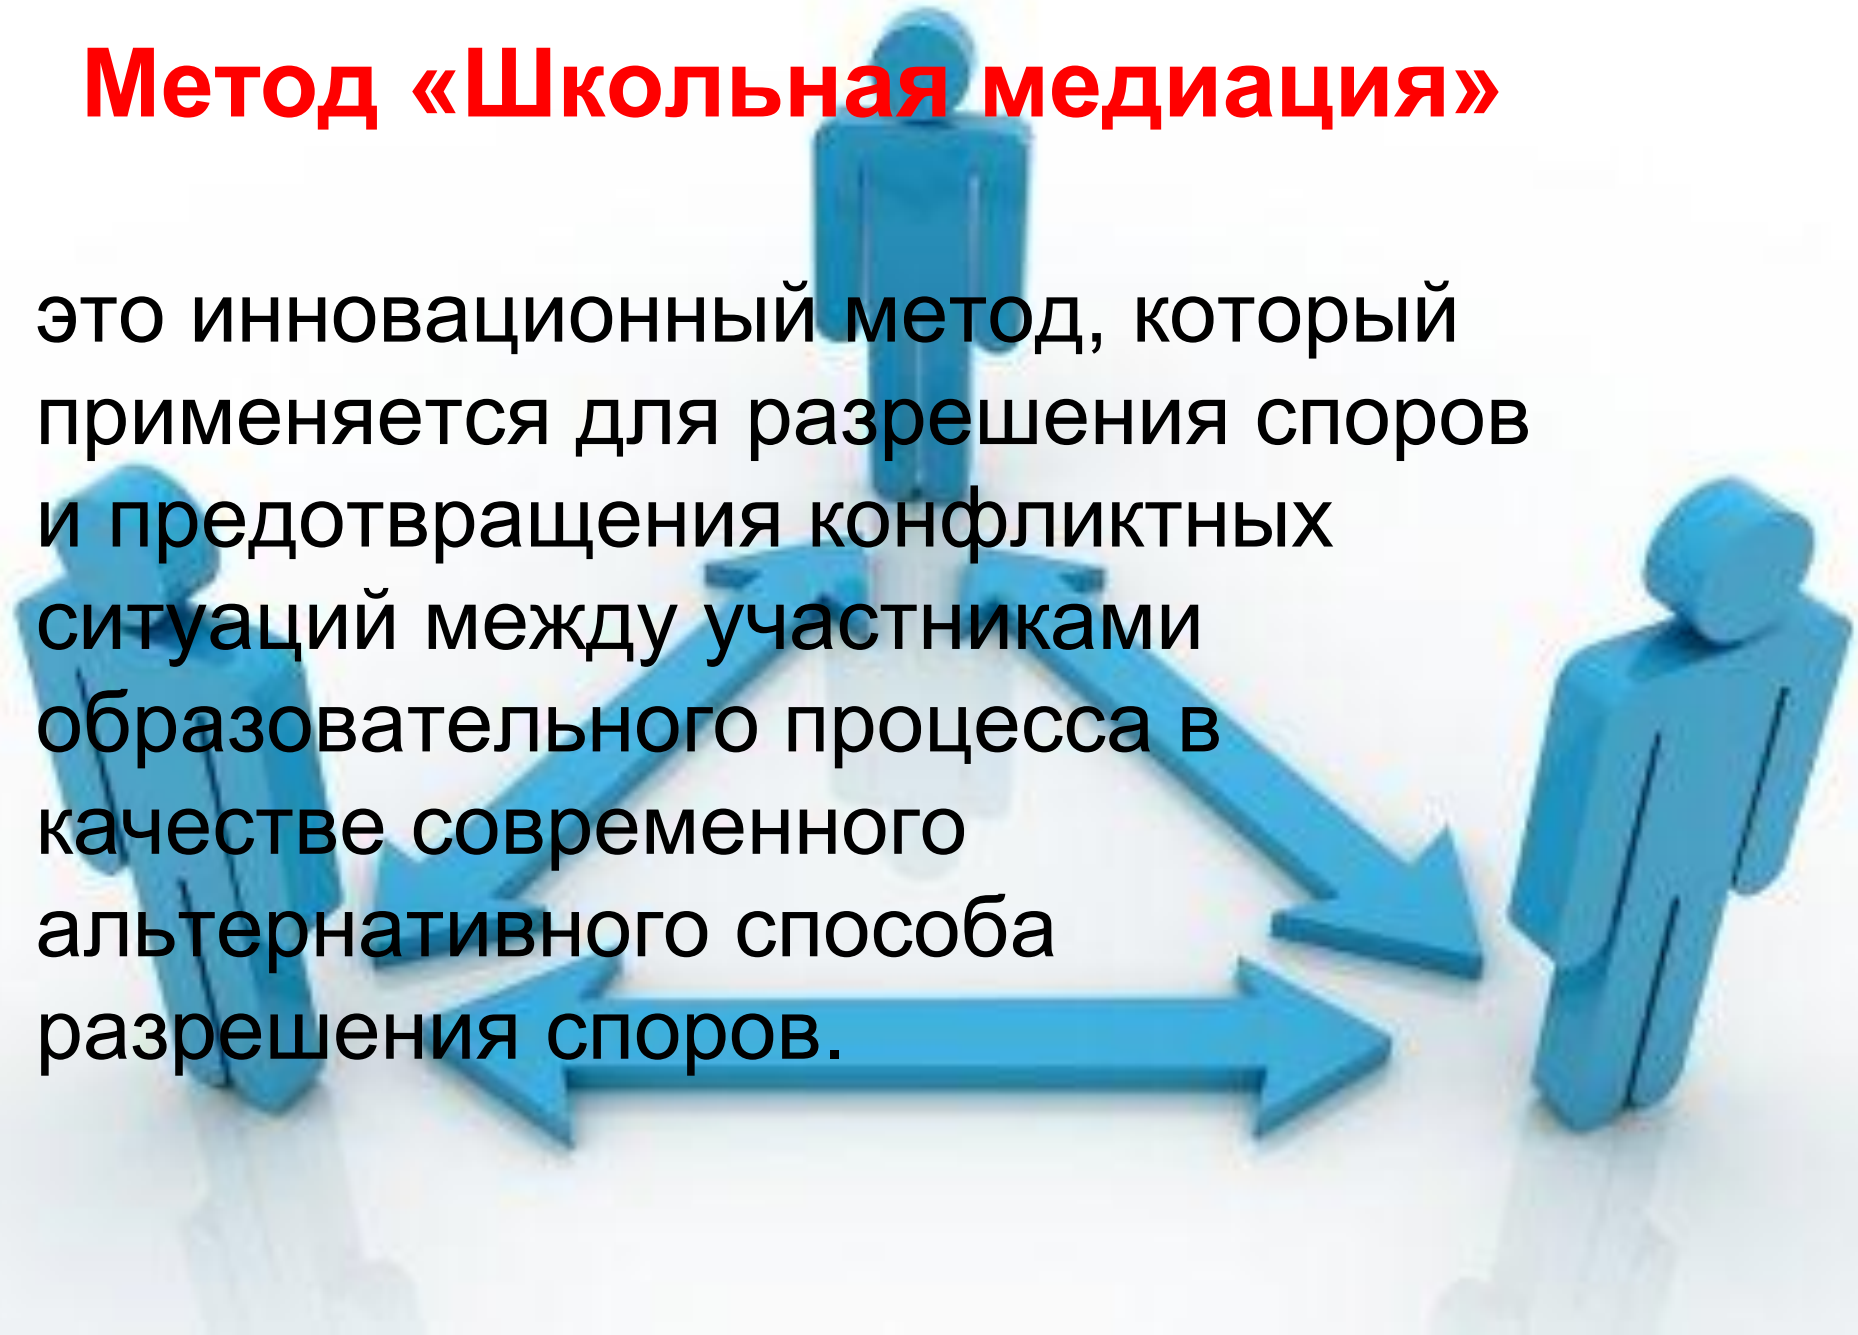 Метод «Школьная медиация»
это инновационный метод, который
применяется для разрешения споров
и предотвращения конфликтных
ситуаций между участниками
образовательного процесса в
качестве современного
альтернативного способа
разрешения споров.